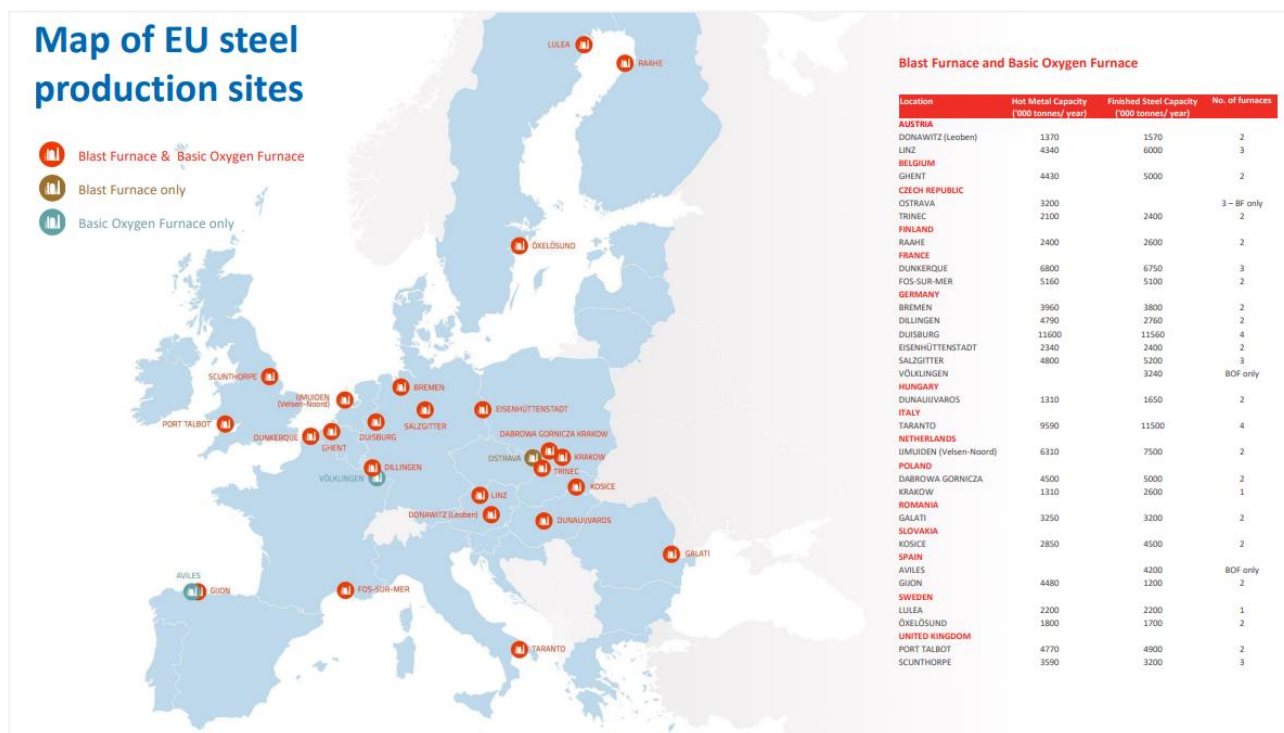 Map of EU steel
production sites
Blast Furnace & Basic Oxygen Furnace
Blast Furnace only
Basic Oxygen Furnace only
LULEA
RAAHE
ÖXELÖSUND
SCUNTHORPE
IJMUIDEN
(Velsen-Noord)
BREMEN
PORT TALBOT
DUNKERQUE
GHENT
DUISBURG
SALZGITTER
EISENHÜTTENSTADT
DABROWA GORNICZA KRAKOW
OSTRAVA
KRAKOW
TRINEC
DILLINGEN
VÖLKLINGEN
KOSICE
LINZ
DONAWITZ (Leoben)
DUNAUJVAROS
GALATI
AVILES
GIJON
FOS-SUR-MER
TARANTO
Blast Furnace and Basic Oxygen Furnace
Location Hot Metal Capacity Finished Steel Capacity No. of furnaces
('000 tonnes/ year) ('000 tonnes/ year)
AUSTRIA
DONAWITZ (Leoben) 1370 1570 2
LINZ 4340 6000 3
BELGIUM
GHENT 4430 5000 2
CZECH REPUBLIC
OSTRAVA 3200 3 – BF only
TRINEC 2100 2400 2
FINLAND
RAAHE 2400 2600 2
FRANCE
DUNKERQUE 6800 6750 3
FOS-SUR-MER 5160 5100 2
GERMANY
BREMEN 3960 3800 2
DILLINGEN 4790 2760 2
DUISBURG 11600 11560 4
EISENHÜTTENSTADT 2340 2400 2
SALZGITTER 4800 5200 3
VÖLKLINGEN 3240 BOF only
HUNGARY
DUNAUJVAROS 1310 1650 2
ITALY
TARANTO 9590 11500 4
NETHERLANDS
IJMUIDEN (Velsen-Noord) 6310 7500 2
POLAND
DABROWA GORNICZA 4500 5000 2
KRAKOW 1310 2600 1
ROMANIA
GALATI 3250 3200 2
SLOVAKIA
KOSICE 2850 4500 2
SPAIN
AVILES 4200 BOF only
GIJON 4480 1200 2
SWEDEN
LULEA 2200 2200 1
ÖXELÖSUND 1800 1700 2
UNITED KINGDOM
PORT TALBOT 4770 4900 2
SCUNTHORPE 3590 3200 3